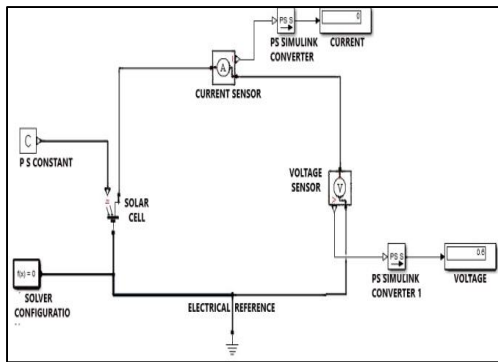 PS S
0
PS SIMULINK
CONVERTER
CURRENT
A
CURRENT SENSOR
C
P S CONSTANT
VOLTAGE
SENSOR
V
SOLAR
CELL
PS S
0.6
f(x) = 0
PS SIMULINK
CONVERTER 1
VOLTAGE
SOLVER
CONFIGURATIO
ELECTRICAL REFERENCE